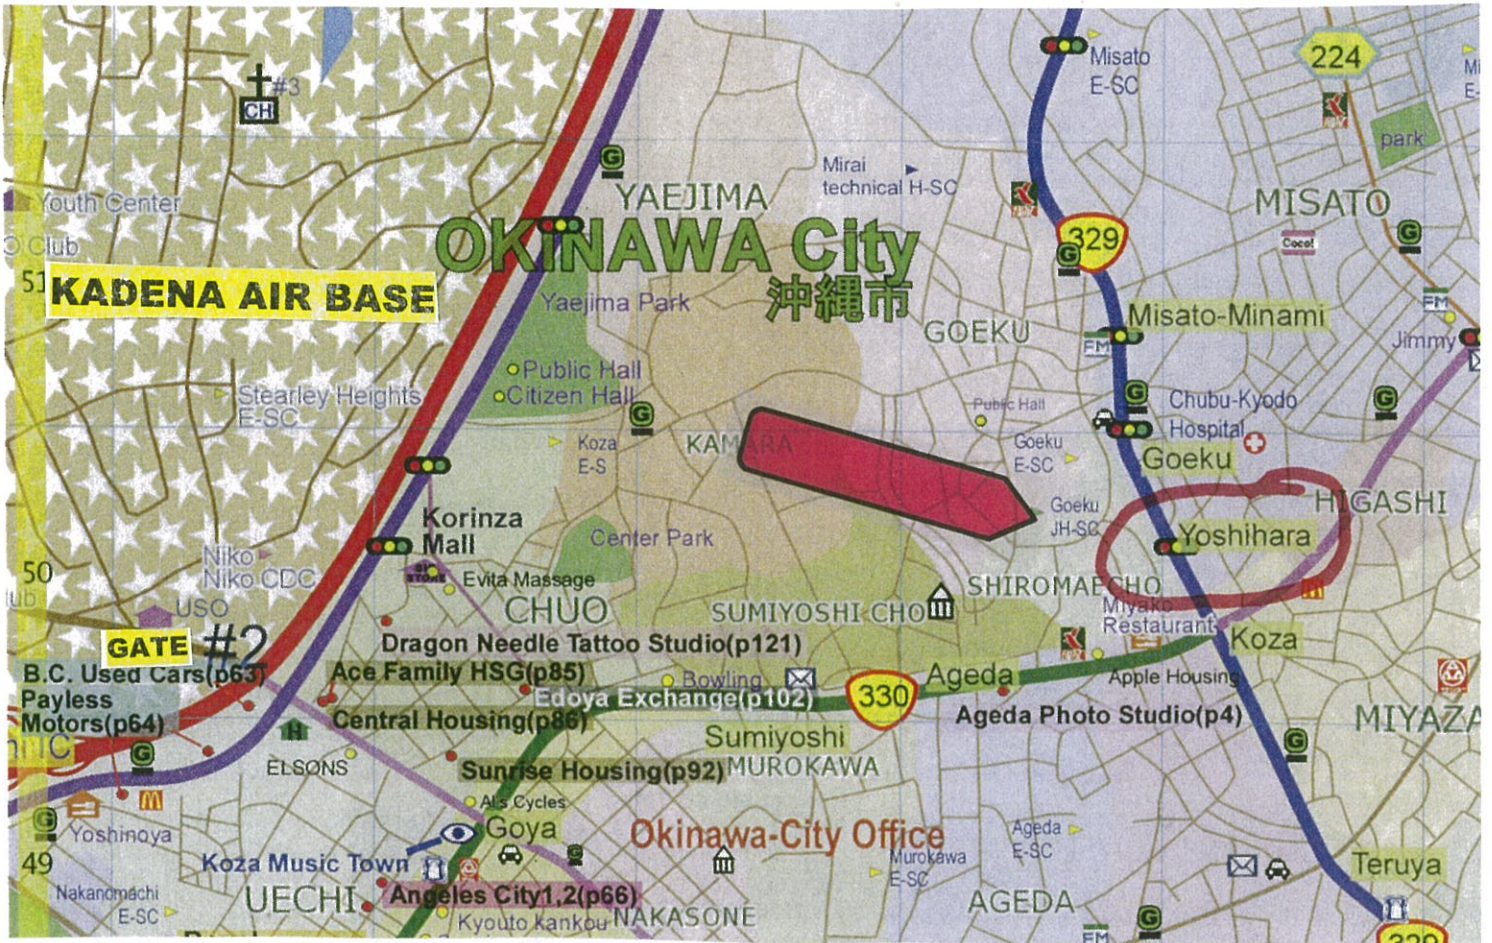 Misato
E-SC
224
#3
CH
park
Youth Center
Club
YAEJIMA
Mirai
technical H-SC
MISATO
OKINAWA City
沖縄市
329
G
Coco!
51
KADENA AIR BASE
Yaejima Park
Misato-Minami
GOEKU
FM
Jimmy
Public Hall
Citizen Hall
Stearley Heights
E-SC
Public Hall
Chubu-Kyodo
Hospital
Koza
E-S
KAMARA
Goeku
E-SC
Goeku
HIGASHI
Goeku
JH-SC
Korinza
Mall
Yoshihara
Center Park
Niko
Niko CDC
50
BIG
STORE
Evita Massage
USO
CHUO
SUMIYOSHI CHO
SHIROMAECHO
Miyako
Restaurant
GATE #2
Dragon Needle Tattoo Studio(p121)
Koza
B.C. Used Cars(p63)
Ace Family HSG(p85)
Bowling
Ageda
Apple Housing
Payless
Motors(p64)
Edoya Exchange(p102)
330
Central Housing(p86)
Ageda Photo Studio(p4)
MIYAZA
Sumiyoshi
H
ELSONS
Sunrise Housing(p92)
MUROKAWA
Al's Cycles
Yoshinoya
Goya
Okinawa-City Office
Ageda
E-SC
49
Koza Music Town
Murokawa
E-SC
Teruya
Nakanomachi
E-SC
UECHI
Angeles City1,2(p66)
Kyouto kankou
NAKASONE
AGEDA
FM
329